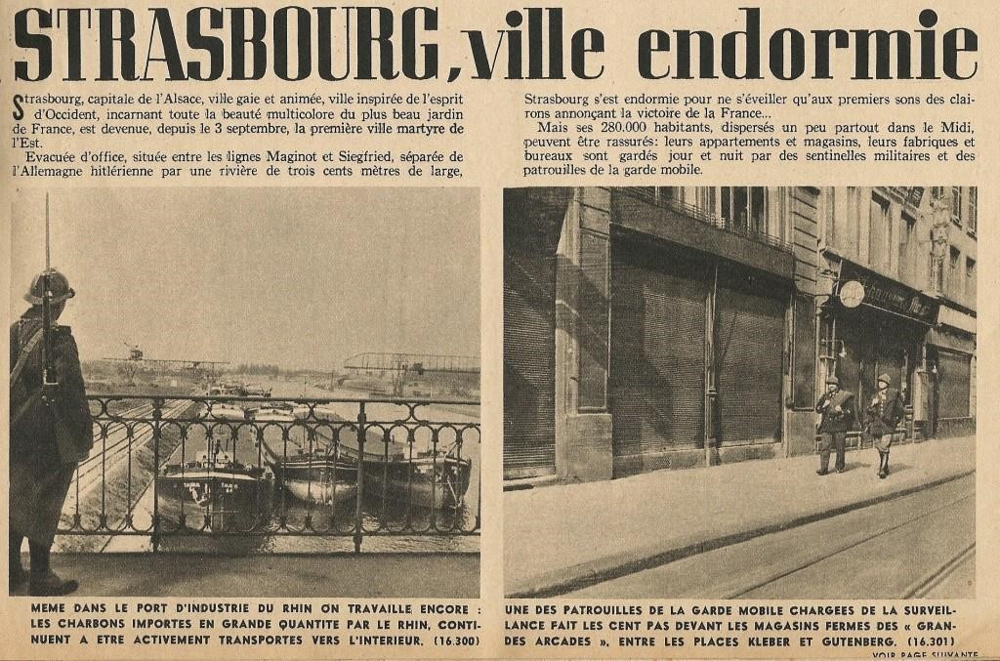 STRASBOURG, ville endormie
Strasbourg, capitale de l'Alsace, ville gaie et animée, ville inspirée de l'esprit
d'Occident, incarnant toute la beauté multicolore du plus beau jardin
de France, est devenue, depuis le 3 septembre, la première ville martyre de
l'Est.
Evacuée d'office, située entre les lignes Maginot et Siegfried, séparée de
l'Allemagne hitlérienne par une rivière de trois cents mètres de large,
Strasbourg s'est endormie pour ne s'éveiller qu'aux premiers sons des clai-
rons annonçant la victoire de la France...
Mais ses 280.000 habitants, dispersés un peu partout dans le Midi,
peuvent être rassurés: leurs appartements et magasins, leurs fabriques et
bureaux sont gardés jour et nuit par des sentinelles militaires et des
patrouilles de la garde mobile.
MEME DANS LE PORT D'INDUSTRIE DU RHIN ON TRAVAILLE ENCORE :
LES CHARBONS IMPORTES EN GRANDE QUANTITE PAR LE RHIN, CONTI-
NUENT A ETRE ACTIVEMENT TRANSPORTES VERS L'INTERIEUR. (16.300)
UNE DES PATROUILLES DE LA GARDE MOBILE CHARGEES DE LA SURVEIL-
LANCE FAIT LES CENT PAS DEVANT LES MAGASINS FERMES DES « GRAN-
DES ARCADES », ENTRE LES PLACES KLEBER ET GUTENBERG. (16.301)
VOIR PAGE SUIVANTE